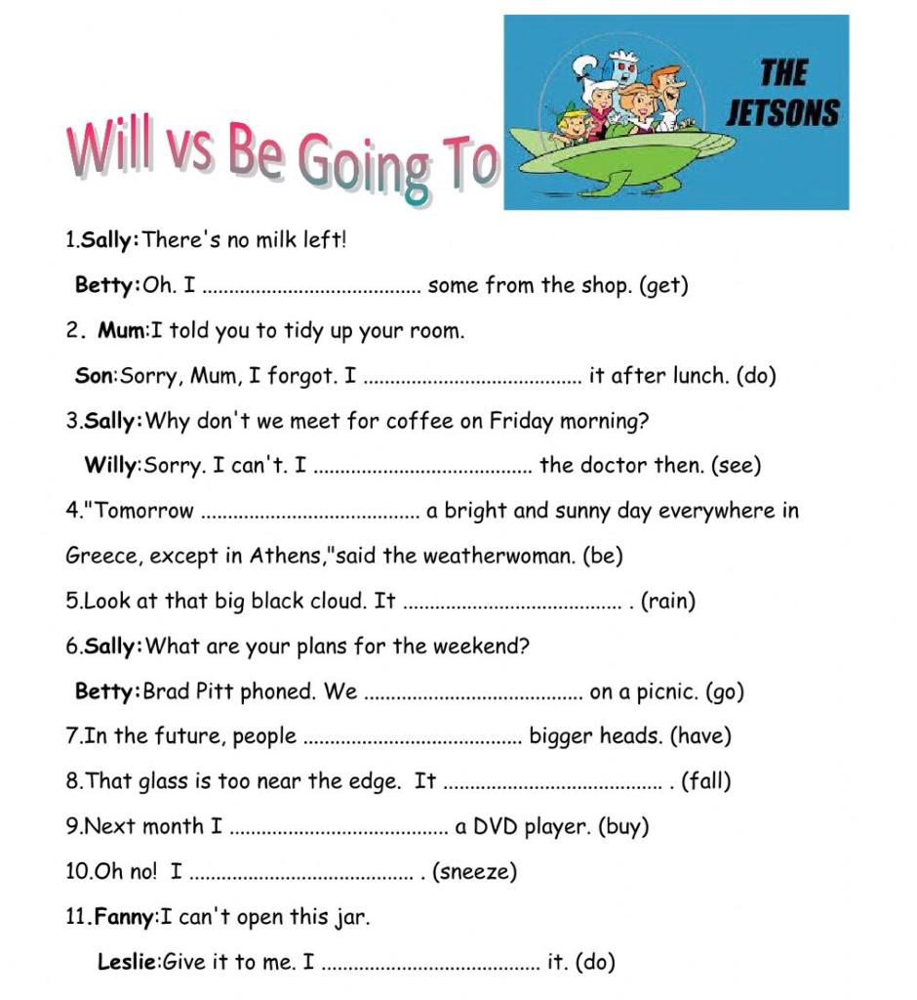 THE
JETSONS
Will vs Be Going To
1.Sally:There's no milk left!
Betty:Oh. I ........................................ some from the shop. (get)
2. Mum:I told you to tidy up your room.
Son:Sorry, Mum, I forgot. I ........................................ it after lunch. (do)
3.Sally:Why don't we meet for coffee on Friday morning?
Willy:Sorry. I can't. I ........................................ the doctor then. (see)
4."Tomorrow ........................................ a bright and sunny day everywhere in
Greece, except in Athens,"said the weatherwoman. (be)
5.Look at that big black cloud. It ........................................ . (rain)
6.Sally:What are your plans for the weekend?
Betty:Brad Pitt phoned. We ........................................ on a picnic. (go)
7.In the future, people ........................................ bigger heads. (have)
8.That glass is too near the edge. It ........................................ . (fall)
9.Next month I ........................................ a DVD player. (buy)
10.Oh no! I ......................................... . (sneeze)
11.Fanny:I can't open this jar.
Leslie:Give it to me. I ........................................ it. (do)